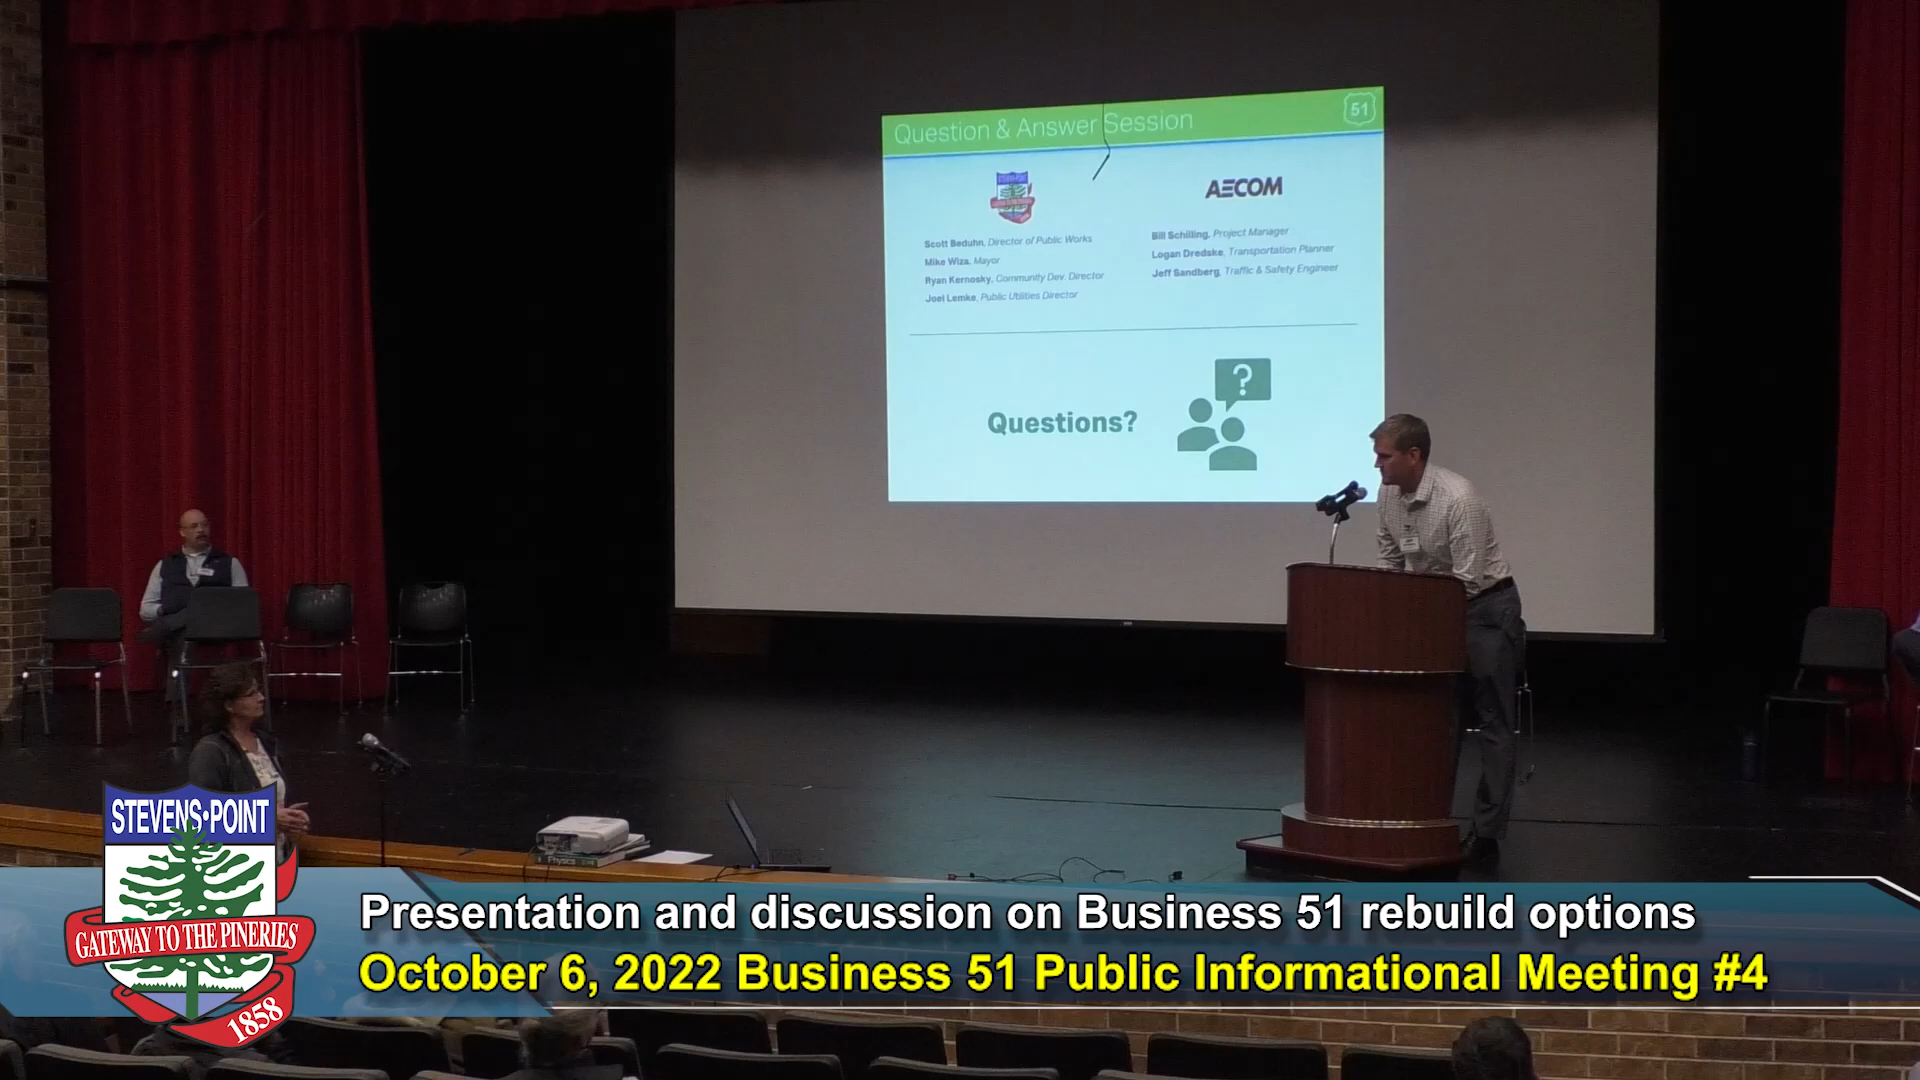 Question & Answer Session
51
STEVENS POINT
AECOM
Scott Beduhn, Director of Public Works
Mike Wiza, Mayor
Ryan Kernosky, Community Dev. Director
Joel Lemke, Public Utilities Director
Bill Schilling, Project Manager
Logan Dredske, Transportation Planner
Jeff Sandberg, Traffic & Safety Engineer
Questions?
?
Physics
STEVENS•POINT
GATEWAY TO THE PINERIES
1858
Presentation and discussion on Business 51 rebuild options
October 6, 2022 Business 51 Public Informational Meeting #4